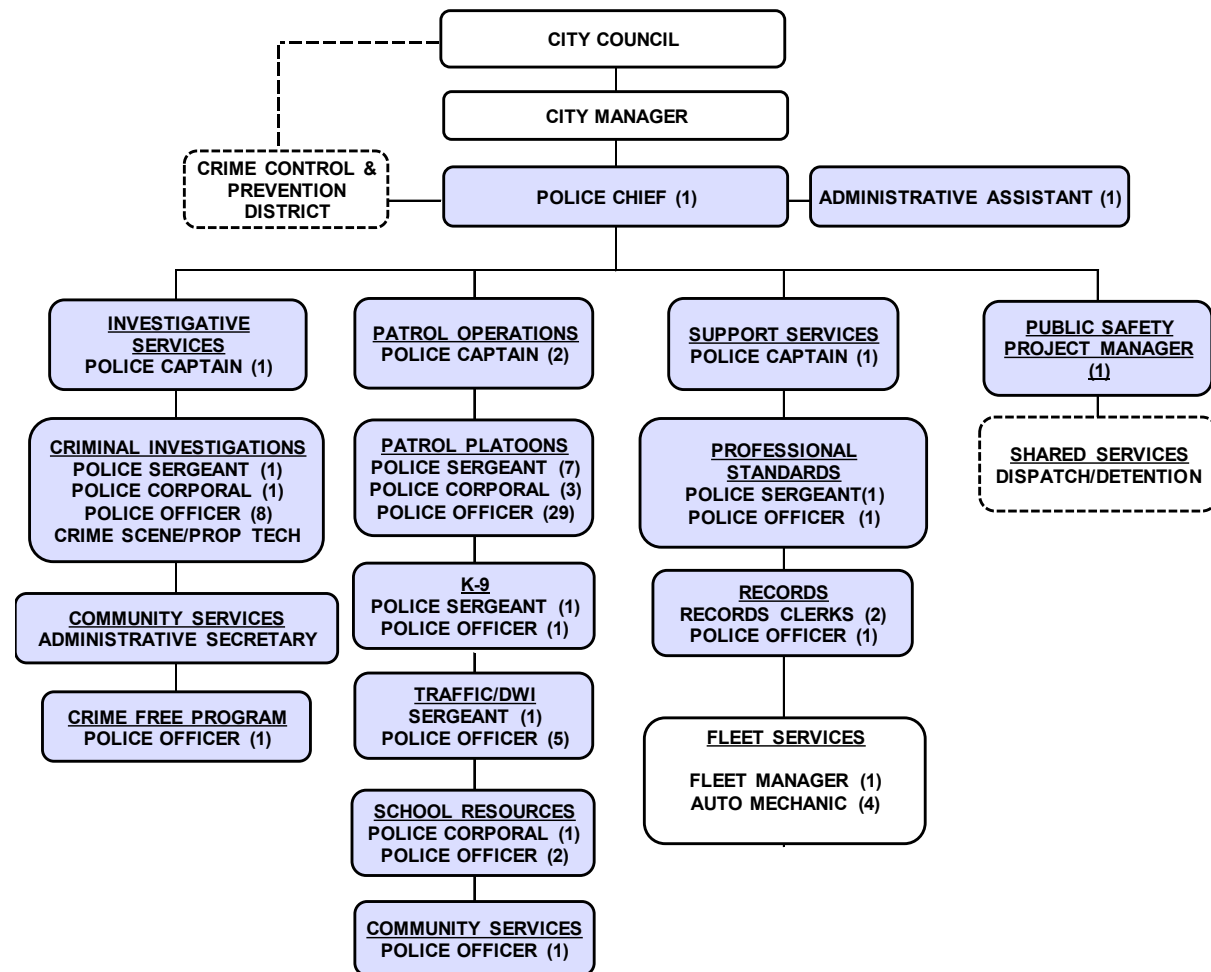 CITY COUNCIL
CITY MANAGER
CRIME CONTROL &
PREVENTION
DISTRICT
POLICE CHIEF (1)
ADMINISTRATIVE ASSISTANT (1)
INVESTIGATIVE
SERVICES
POLICE CAPTAIN (1)
CRIMINAL INVESTIGATIONS
POLICE SERGEANT (1)
POLICE CORPORAL (1)
POLICE OFFICER (8)
CRIME SCENE/PROP TECH
COMMUNITY SERVICES
ADMINISTRATIVE SECRETARY
CRIME FREE PROGRAM
POLICE OFFICER (1)
PATROL OPERATIONS
POLICE CAPTAIN (2)
PATROL PLATOONS
POLICE SERGEANT (7)
POLICE CORPORAL (3)
POLICE OFFICER (29)
K-9
POLICE SERGEANT (1)
POLICE OFFICER (1)
TRAFFIC/DWI
SERGEANT (1)
POLICE OFFICER (5)
SCHOOL RESOURCES
POLICE CORPORAL (1)
POLICE OFFICER (2)
COMMUNITY SERVICES
POLICE OFFICER (1)
SUPPORT SERVICES
POLICE CAPTAIN (1)
PROFESSIONAL
STANDARDS
POLICE SERGEANT(1)
POLICE OFFICER (1)
RECORDS
RECORDS CLERKS (2)
POLICE OFFICER (1)
FLEET SERVICES
FLEET MANAGER (1)
AUTO MECHANIC (4)
PUBLIC SAFETY
PROJECT MANAGER
(1)
SHARED SERVICES
DISPATCH/DETENTION